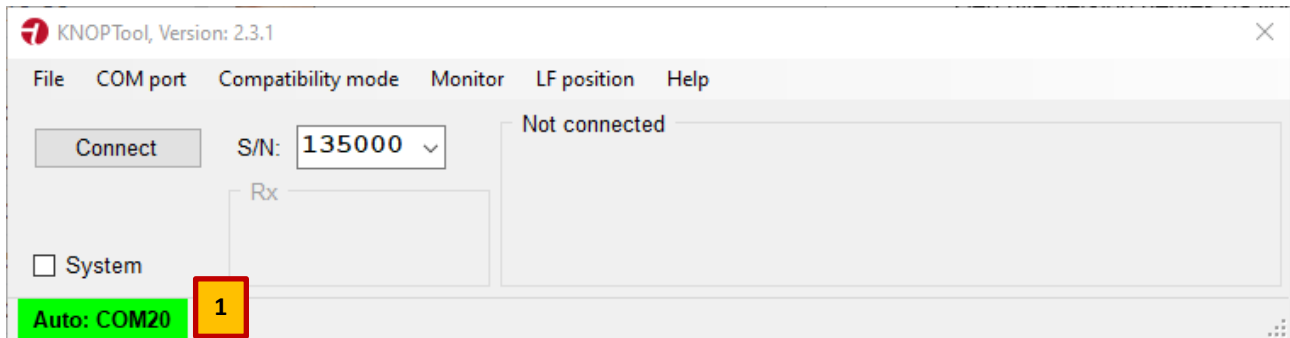 KNOPTool, Version: 2.3.1
File COM port Compatibility mode Monitor LF position Help
Connect S/N: 135000 Not connected
Rx
System
Auto: COM20 1